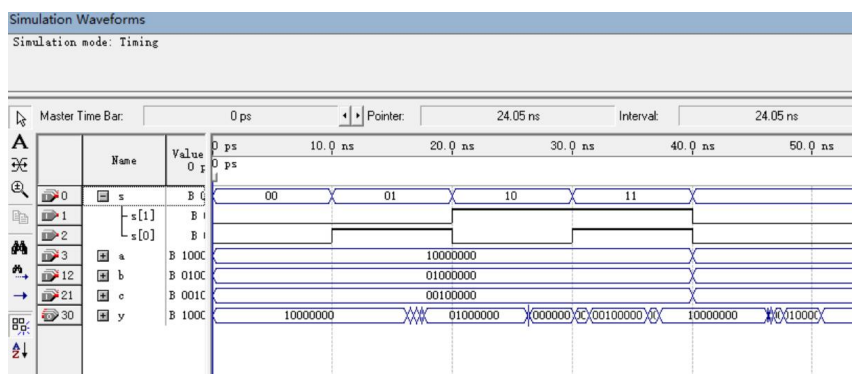 Simulation Waveforms
Simulation mode: Timing
Master Time Bar: 0 ps Pointer: 24.05 ns Interval: 24.05 ns
Name Value 0 ps 10.0 ns 20.0 ns 30.0 ns 40.0 ns 50.0 ns
0 ps
0 s B 00 01 10 11
1 s[1] B
2 s[0] B
3 a B 1000 10000000
12 b B 0100 01000000
21 c B 0010 00100000
30 y B 1000 10000000 01000000 000000 00100000 10000000 10000